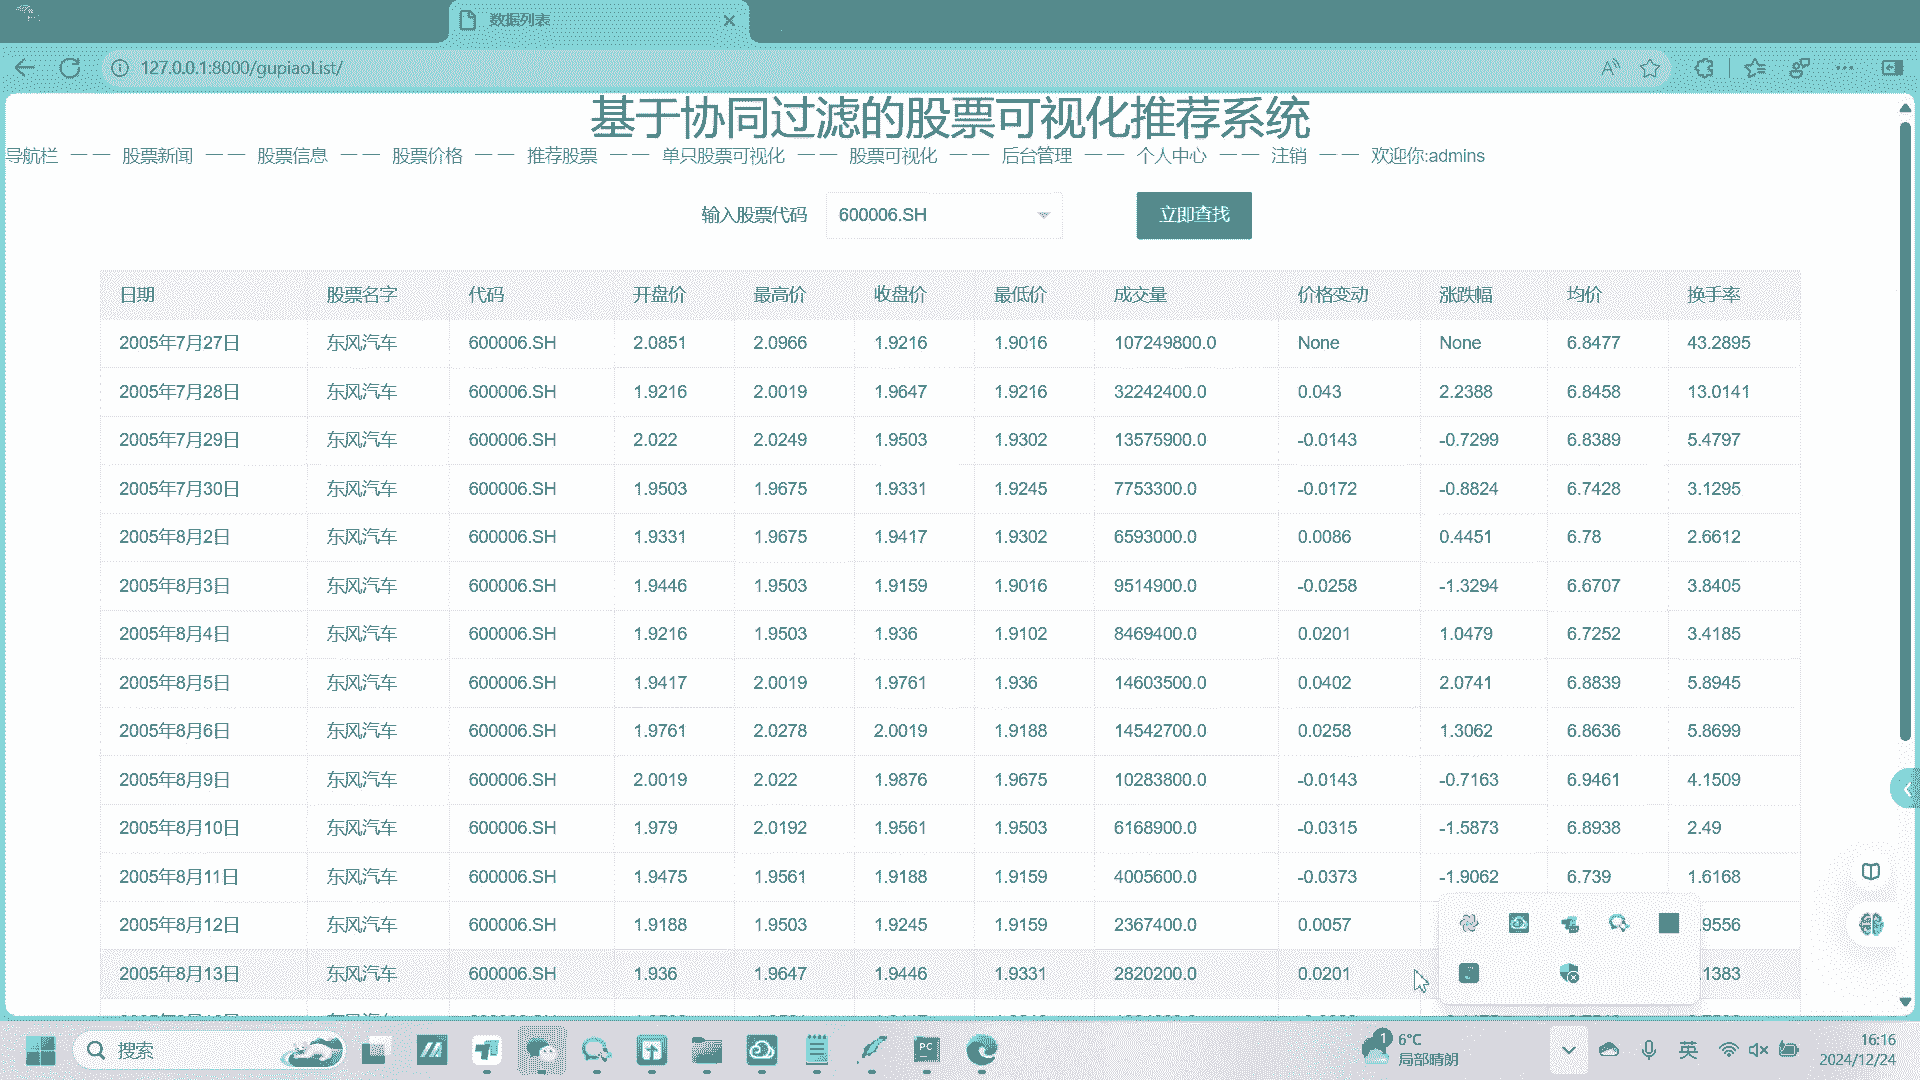 数据列表
127.0.0.1:8000/gupiaoList/
基于协同过滤的股票可视化推荐系统
导航栏 —— 股票新闻 —— 股票信息 —— 股票价格 —— 推荐股票 —— 单只股票可视化 —— 股票可视化 —— 后台管理 —— 个人中心 —— 注销 —— 欢迎你:admins
输入股票代码 600006.SH 立即查找
日期 股票名字 代码 开盘价 最高价 收盘价 最低价 成交量 价格变动 涨跌幅 均价 换手率
2005年7月27日 东风汽车 600006.SH 2.0851 2.0966 1.9216 1.9016 107249800.0 None None 6.8477 43.2895
2005年7月28日 东风汽车 600006.SH 1.9216 2.0019 1.9647 1.9216 32242400.0 0.043 2.2388 6.8458 13.0141
2005年7月29日 东风汽车 600006.SH 2.022 2.0249 1.9503 1.9302 13575900.0 -0.0143 -0.7299 6.8389 5.4797
2005年7月30日 东风汽车 600006.SH 1.9503 1.9675 1.9331 1.9245 7753300.0 -0.0172 -0.8824 6.7428 3.1295
2005年8月2日 东风汽车 600006.SH 1.9331 1.9675 1.9417 1.9302 6593000.0 0.0086 0.4451 6.78 2.6612
2005年8月3日 东风汽车 600006.SH 1.9446 1.9503 1.9159 1.9016 9514900.0 -0.0258 -1.3294 6.6707 3.8405
2005年8月4日 东风汽车 600006.SH 1.9216 1.9503 1.936 1.9102 8469400.0 0.0201 1.0479 6.7252 3.4185
2005年8月5日 东风汽车 600006.SH 1.9417 2.0019 1.9761 1.936 14603500.0 0.0402 2.0741 6.8839 5.8945
2005年8月6日 东风汽车 600006.SH 1.9761 2.0278 2.0019 1.9188 14542700.0 0.0258 1.3062 6.8636 5.8699
2005年8月9日 东风汽车 600006.SH 2.0019 2.022 1.9876 1.9675 10283800.0 -0.0143 -0.7163 6.9461 4.1509
2005年8月10日 东风汽车 600006.SH 1.979 2.0192 1.9561 1.9503 6168900.0 -0.0315 -1.5873 6.8938 2.49
2005年8月11日 东风汽车 600006.SH 1.9475 1.9561 1.9188 1.9159 4005600.0 -0.0373 -1.9062 6.739 1.6168
2005年8月12日 东风汽车 600006.SH 1.9188 1.9503 1.9245 1.9159 2367400.0 0.0057 .9556
2005年8月13日 东风汽车 600006.SH 1.936 1.9647 1.9446 1.9331 2820200.0 0.0201 .1383
搜索
PC
1 6°C
局部晴朗
英
16:16
2024/12/24